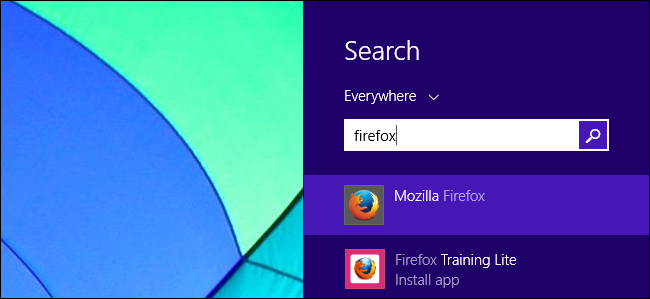 Search
Everywhere
firefox
Mozilla Firefox
Firefox Training Lite
Install app